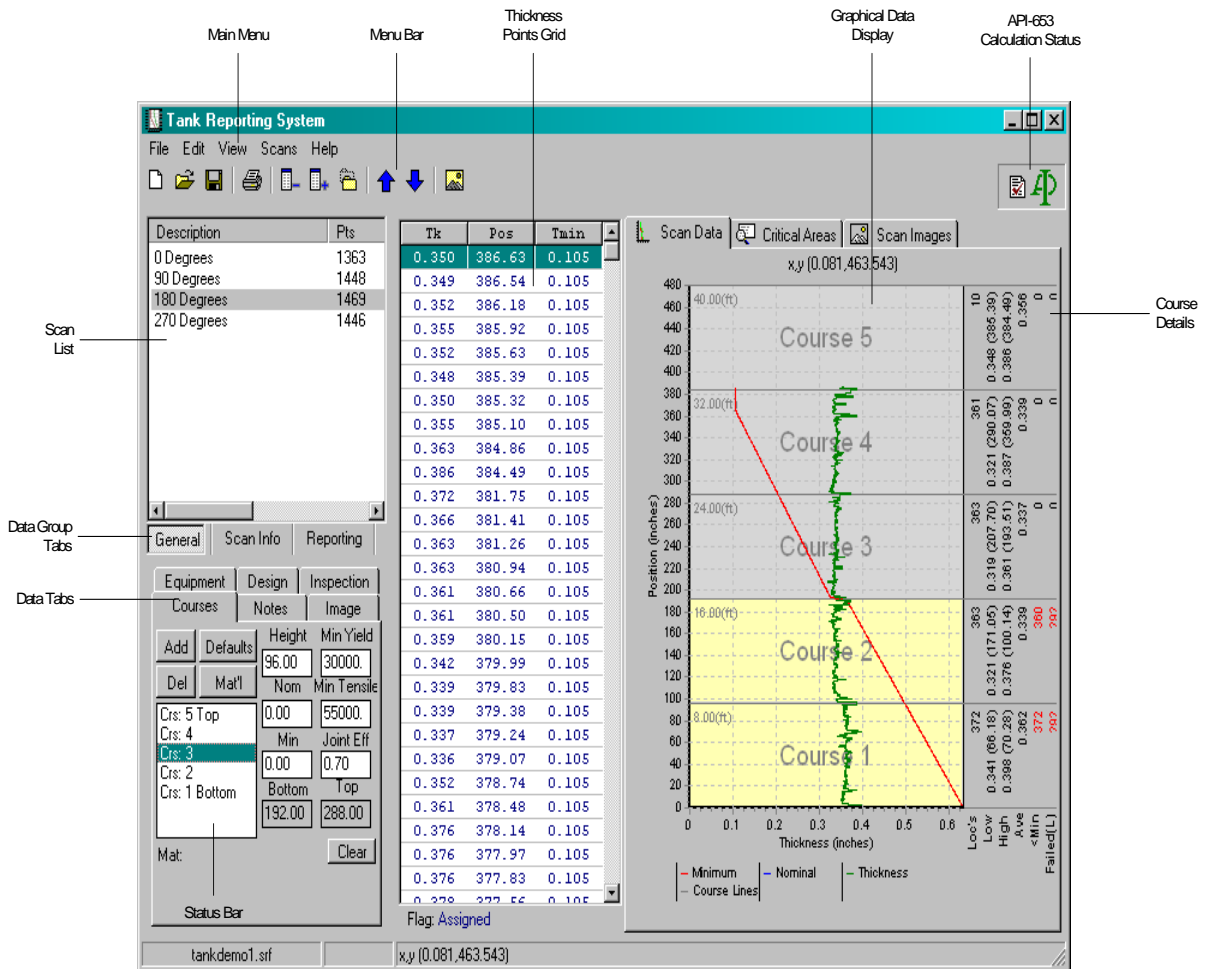 Main Menu
Menu Bar
Thickness
Points Grid
Graphical Data
Display
API-653
Calculation Status
Scan
List
Data Group
Tabs
Data Tabs
Course
Details
Tank Reporting System
File Edit View Scans Help
Description Pts
0 Degrees 1363
90 Degrees 1448
180 Degrees 1469
270 Degrees 1446
General Scan Info Reporting
Equipment Design Inspection
Courses Notes Image
Add Defaults Height Min Yield
96.00 30000.
Del Mat'l Nom Min Tensile
0.00 55000.
Min Joint Eff
0.00 0.70
Bottom Top
192.00 288.00
Crs: 5 Top
Crs: 4
Crs: 3
Crs: 2
Crs: 1 Bottom
Mat:
Clear
Status Bar
Tk Pos Tmin
0.350 386.63 0.105
0.349 386.54 0.105
0.352 386.18 0.105
0.355 385.92 0.105
0.352 385.63 0.105
0.348 385.39 0.105
0.350 385.32 0.105
0.355 385.10 0.105
0.363 384.86 0.105
0.386 384.49 0.105
0.372 381.75 0.105
0.366 381.41 0.105
0.363 381.26 0.105
0.363 380.94 0.105
0.361 380.66 0.105
0.361 380.50 0.105
0.359 380.15 0.105
0.342 379.99 0.105
0.339 379.83 0.105
0.339 379.38 0.105
0.337 379.24 0.105
0.336 379.07 0.105
0.352 378.74 0.105
0.361 378.48 0.105
0.376 378.14 0.105
0.376 377.97 0.105
0.376 377.83 0.105
0.378 377.56 0.105
Flag: Assigned
Scan Data Critical Areas Scan Images
x,y (0.081,463.543)
Position (inches)
480
460
440
420
400
380
360
340
320
300
280
260
240
220
200
180
160
140
120
100
80
60
40
20
0
40.00(ft)
Course 5
32.00(ft)
Course 4
24.00(ft)
Course 3
16.00(ft)
Course 2
8.00(ft)
Course 1
0 0.1 0.2 0.3 0.4 0.5 0.6
Thickness (inches)
10
0.348 (385.39)
0.386 (384.49)
0.356
0
0
361
0.321 (290.07)
0.387 (359.99)
0.339
0
0
363
0.319 (207.70)
0.361 (193.51)
0.337
0
0
363
0.321 (171.05)
0.376 (100.14)
0.339
360
372
0.341 (66.18)
0.398 (70.28)
0.362
372
Loc's
Low
High
Ave
<Min
Failed(L)
Minimum Nominal Thickness
Course Lines
tankdemo1.srf x,y (0.081,463.543)